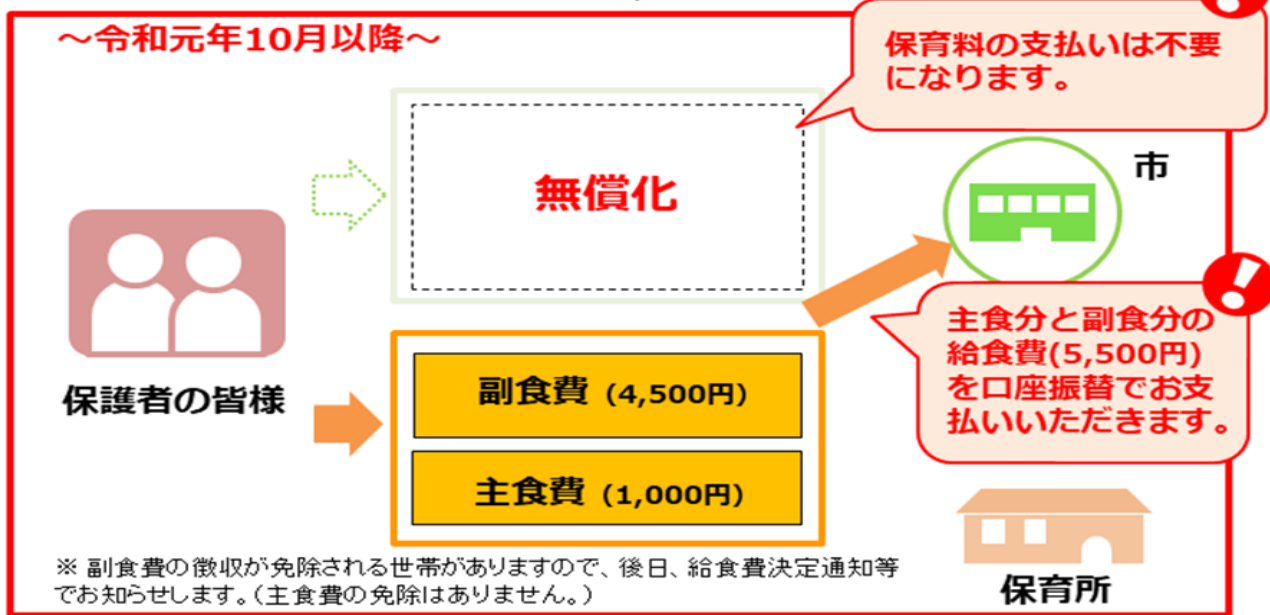 ～令和元年10月以降～
保育料の支払いは不要
になります。
無償化
市
保護者の皆様
副食費 (4,500円)
主食費 (1,000円)
主食分と副食分の
給食費(5,500円)
を口座振替でお支
払いいただきます。
※ 副食費の徴収が免除される世帯がありますので、後日、給食費決定通知等
でお知らせします。(主食費の免除はありません。)
保育所